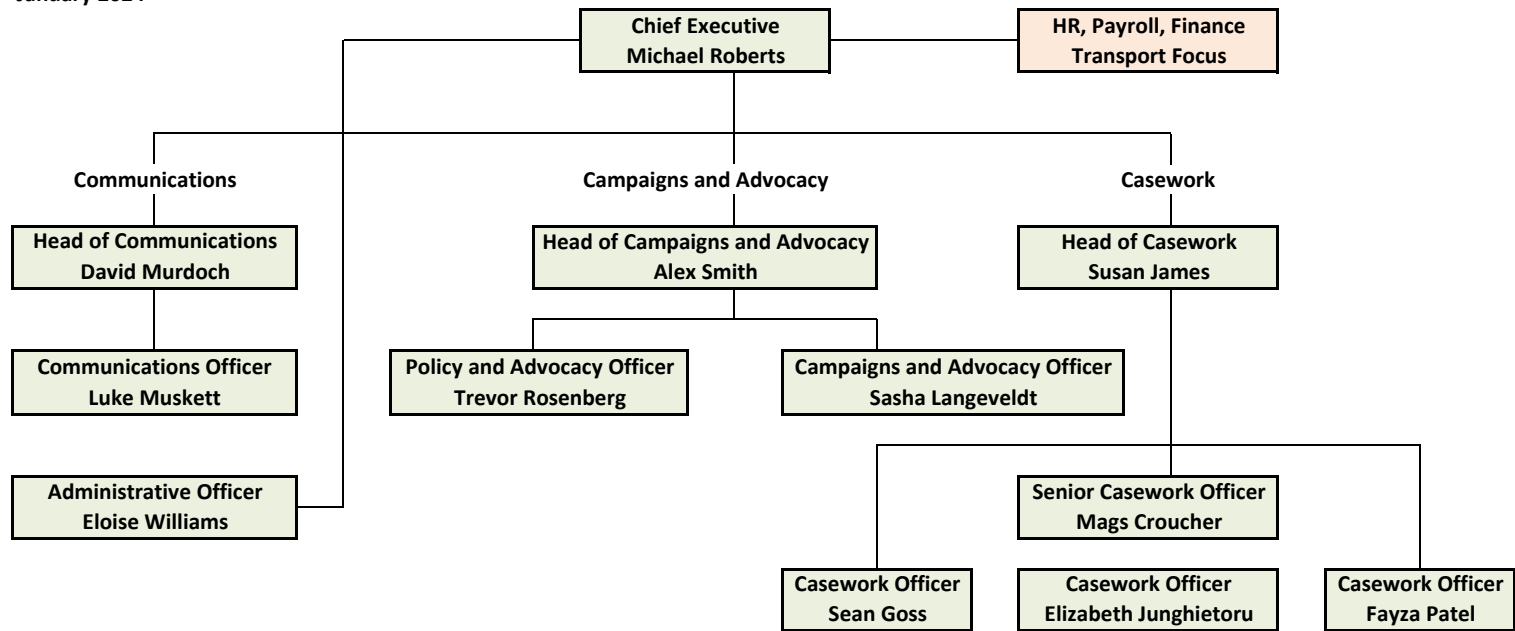 Chief Executive
Michael Roberts
HR, Payroll, Finance
Transport Focus
Communications
Campaigns and Advocacy
Casework
Head of Communications
David Murdoch
Head of Campaigns and Advocacy
Alex Smith
Head of Casework
Susan James
Communications Officer
Luke Muskett
Policy and Advocacy Officer
Trevor Rosenberg
Campaigns and Advocacy Officer
Sasha Langeveldt
Administrative Officer
Eloise Williams
Senior Casework Officer
Mags Croucher
Casework Officer
Sean Goss
Casework Officer
Elizabeth Junghietoru
Casework Officer
Fayza Patel